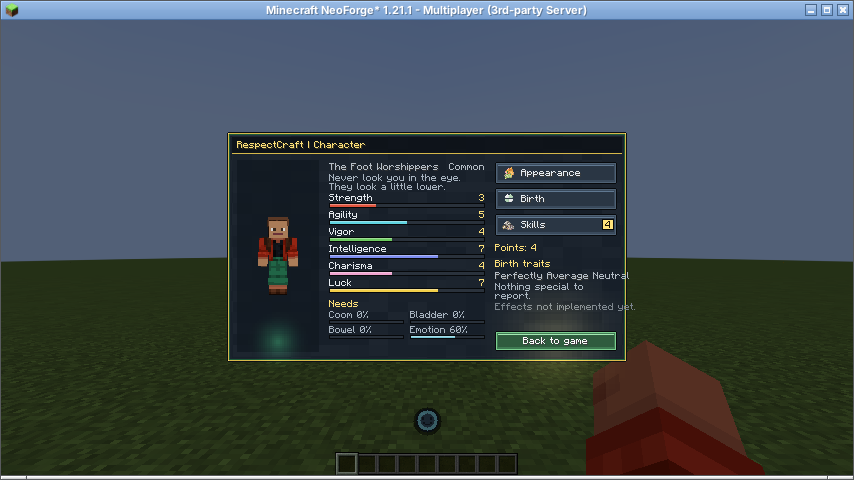 Minecraft NeoForge* 1.21.1 - Multiplayer (3rd-party Server)
RespectCraft | Character
The Foot Worshippers Common
Never look you in the eye.
They look a little lower.
Strength 3
Agility 5
Vigor 4
Intelligence 7
Charisma 4
Luck 7
Needs
Coom 0% Bladder 0%
Bowel 0% Emotion 60%
Appearance
Birth
Skills 4
Points: 4
Birth traits
Perfectly Average Neutral
Nothing special to
report.
Effects not implemented yet.
Back to game